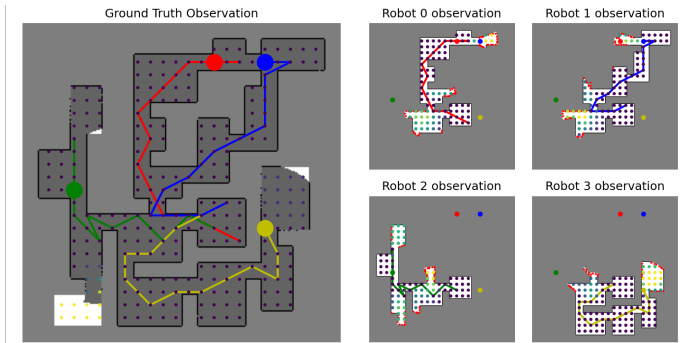 Ground Truth Observation
Robot 0 observation
Robot 1 observation
Robot 2 observation
Robot 3 observation